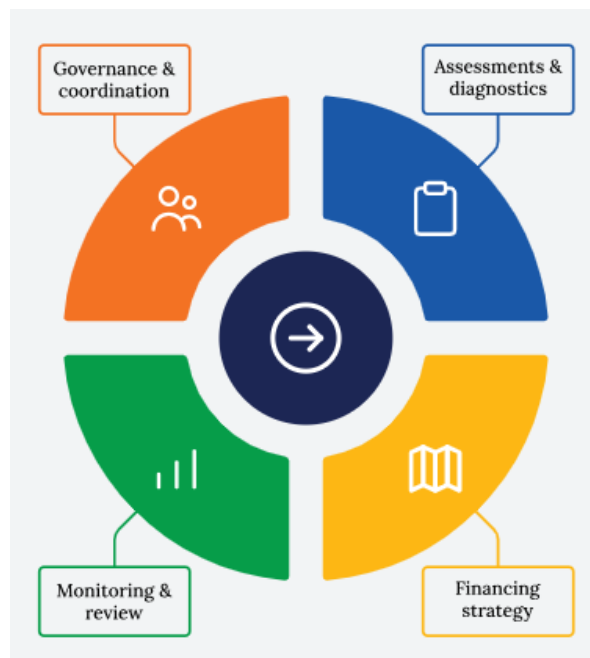 Governance &
coordination
Assessments &
diagnostics
Monitoring &
review
Financing
strategy